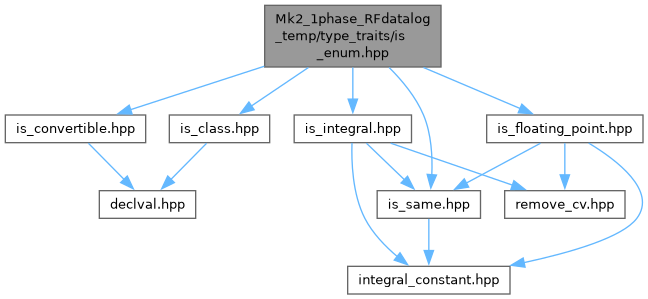 Mk2_1phase_RFdatalog
_temp/type_traits/is
_enum.hpp
is_convertible.hpp
is_class.hpp
is_integral.hpp
is_floating_point.hpp
declval.hpp
is_same.hpp
remove_cv.hpp
integral_constant.hpp